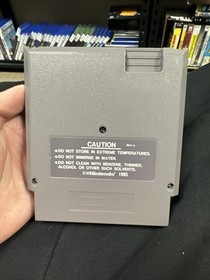 CAUTION
●DO NOT STORE IN EXTREME TEMPERATURES.
●DO NOT IMMERSE IN WATER.
●DO NOT CLEAN WITH BENZENE, THINNER,
ALCOHOL OR OTHER SUCH SOLVENTS.
©Nintendo 1985